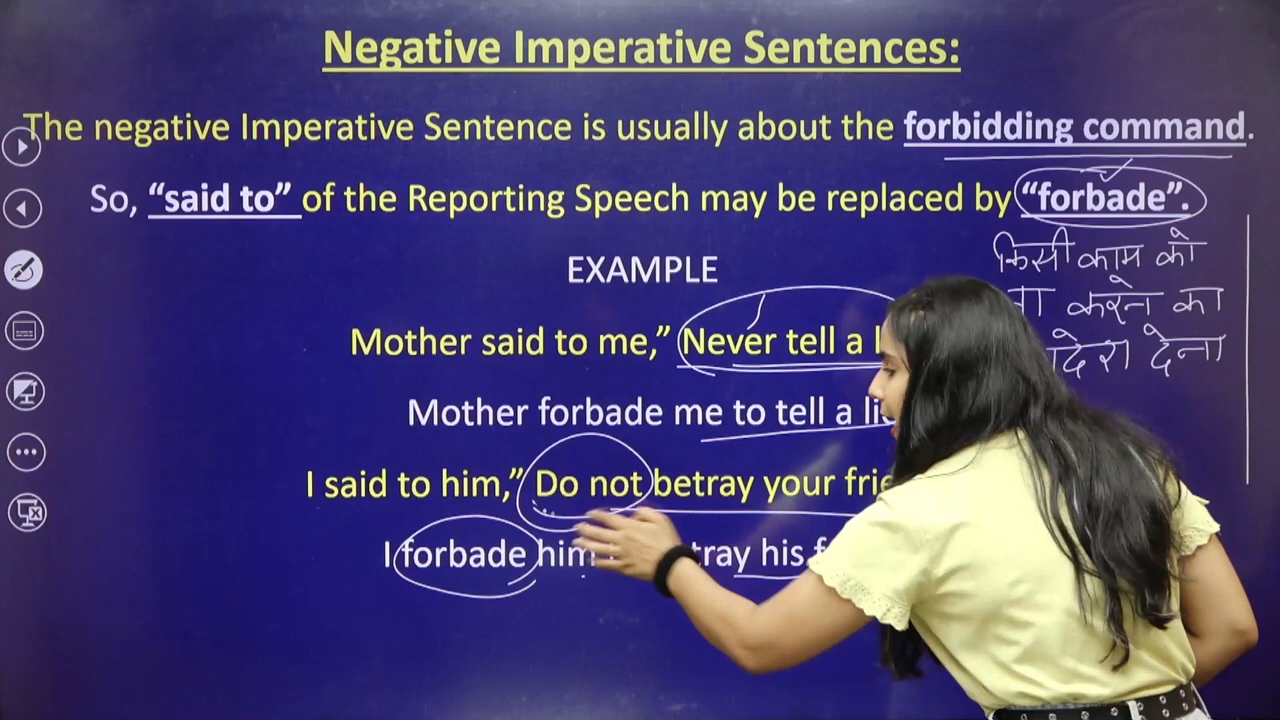 Negative Imperative Sentences:
The negative Imperative Sentence is usually about the forbidding command.
So, “said to” of the Reporting Speech may be replaced by “forbade”.
किसी काम को
ना करने का
देना
EXAMPLE
Mother said to me,” Never tell a
Mother forbade me to tell a
I said to him,” Do not betray your
I forbade him his